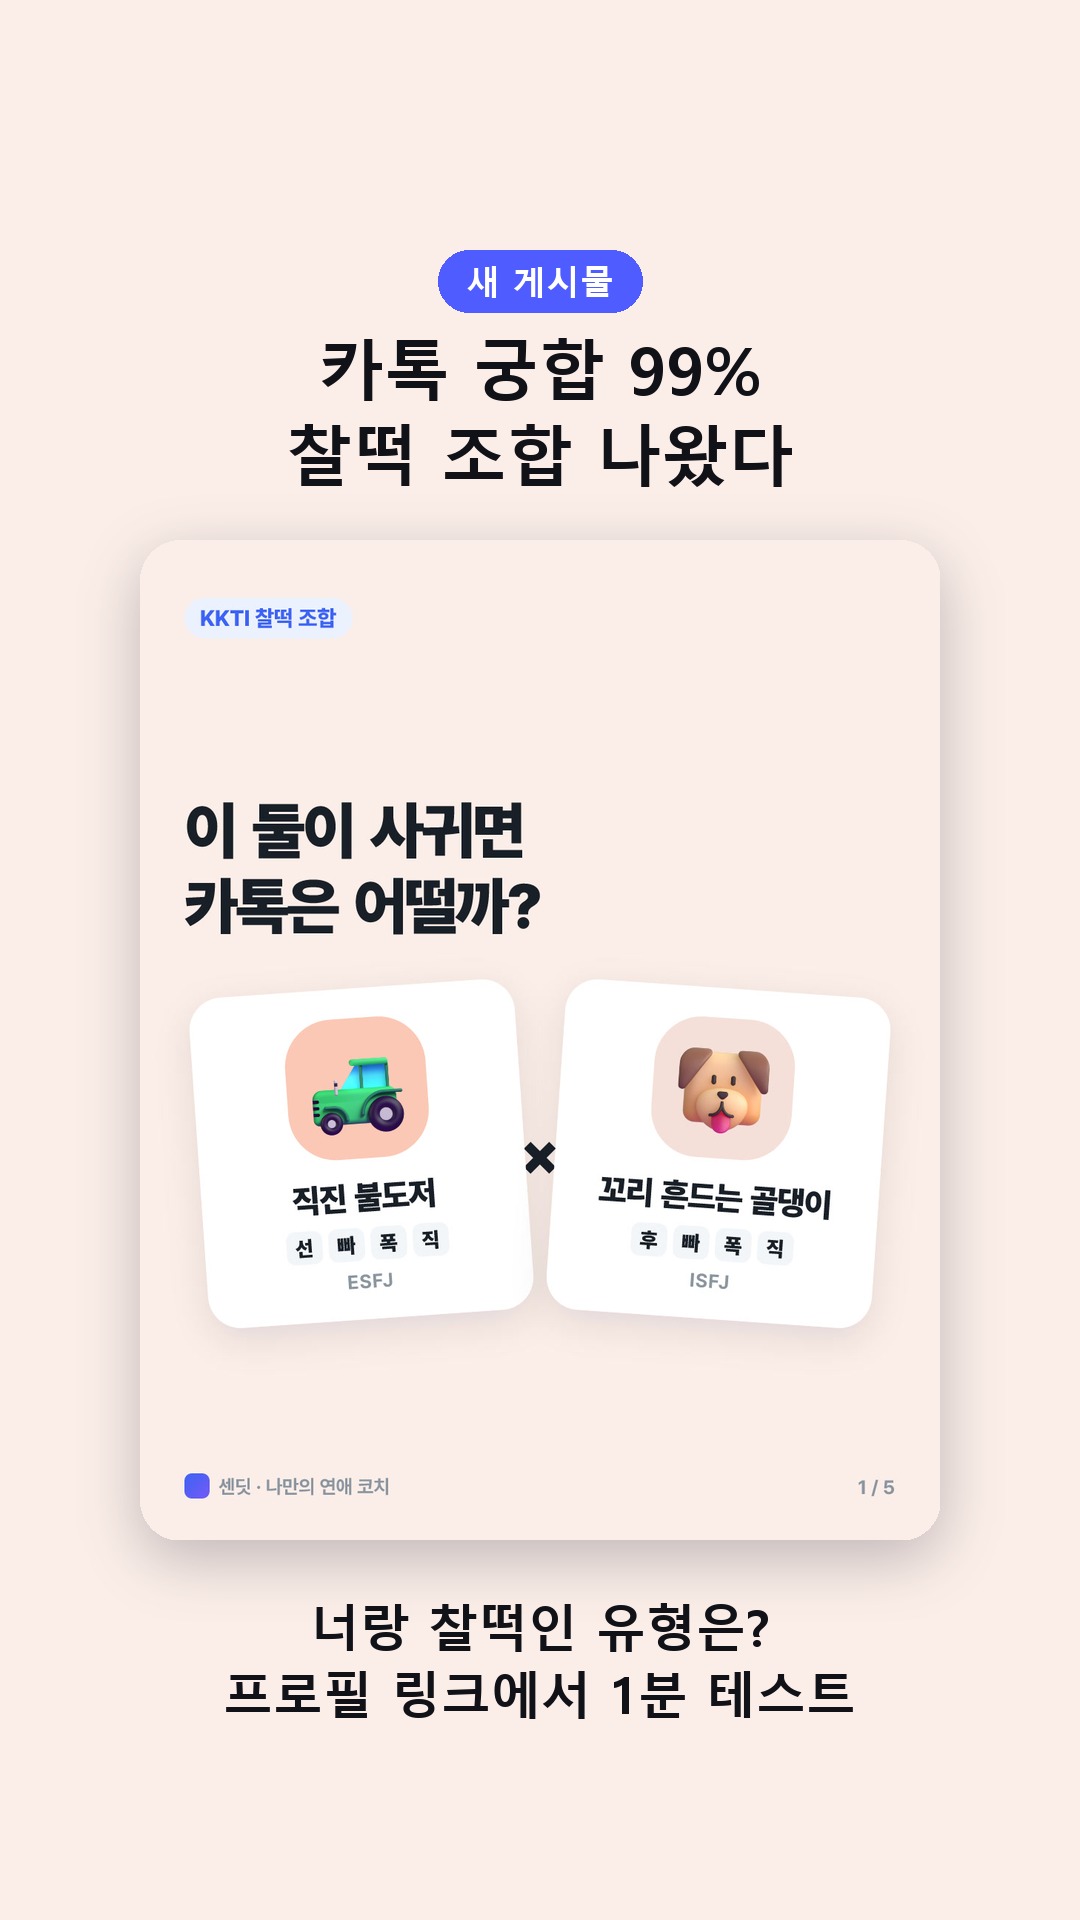 새 게시물
카톡 궁합 99%
찰떡 조합 나왔다
KKTI 찰떡 조합
이 둘이 사귀면
카톡은 어떨까?
직진 불도저
선 빠 폭 직
ESFJ
×
꼬리 흔드는 골댕이
후 빠 폭 직
ISFJ
센딧 · 나만의 연애 코치
1 / 5
너랑 찰떡인 유형은?
프로필 링크에서 1분 테스트